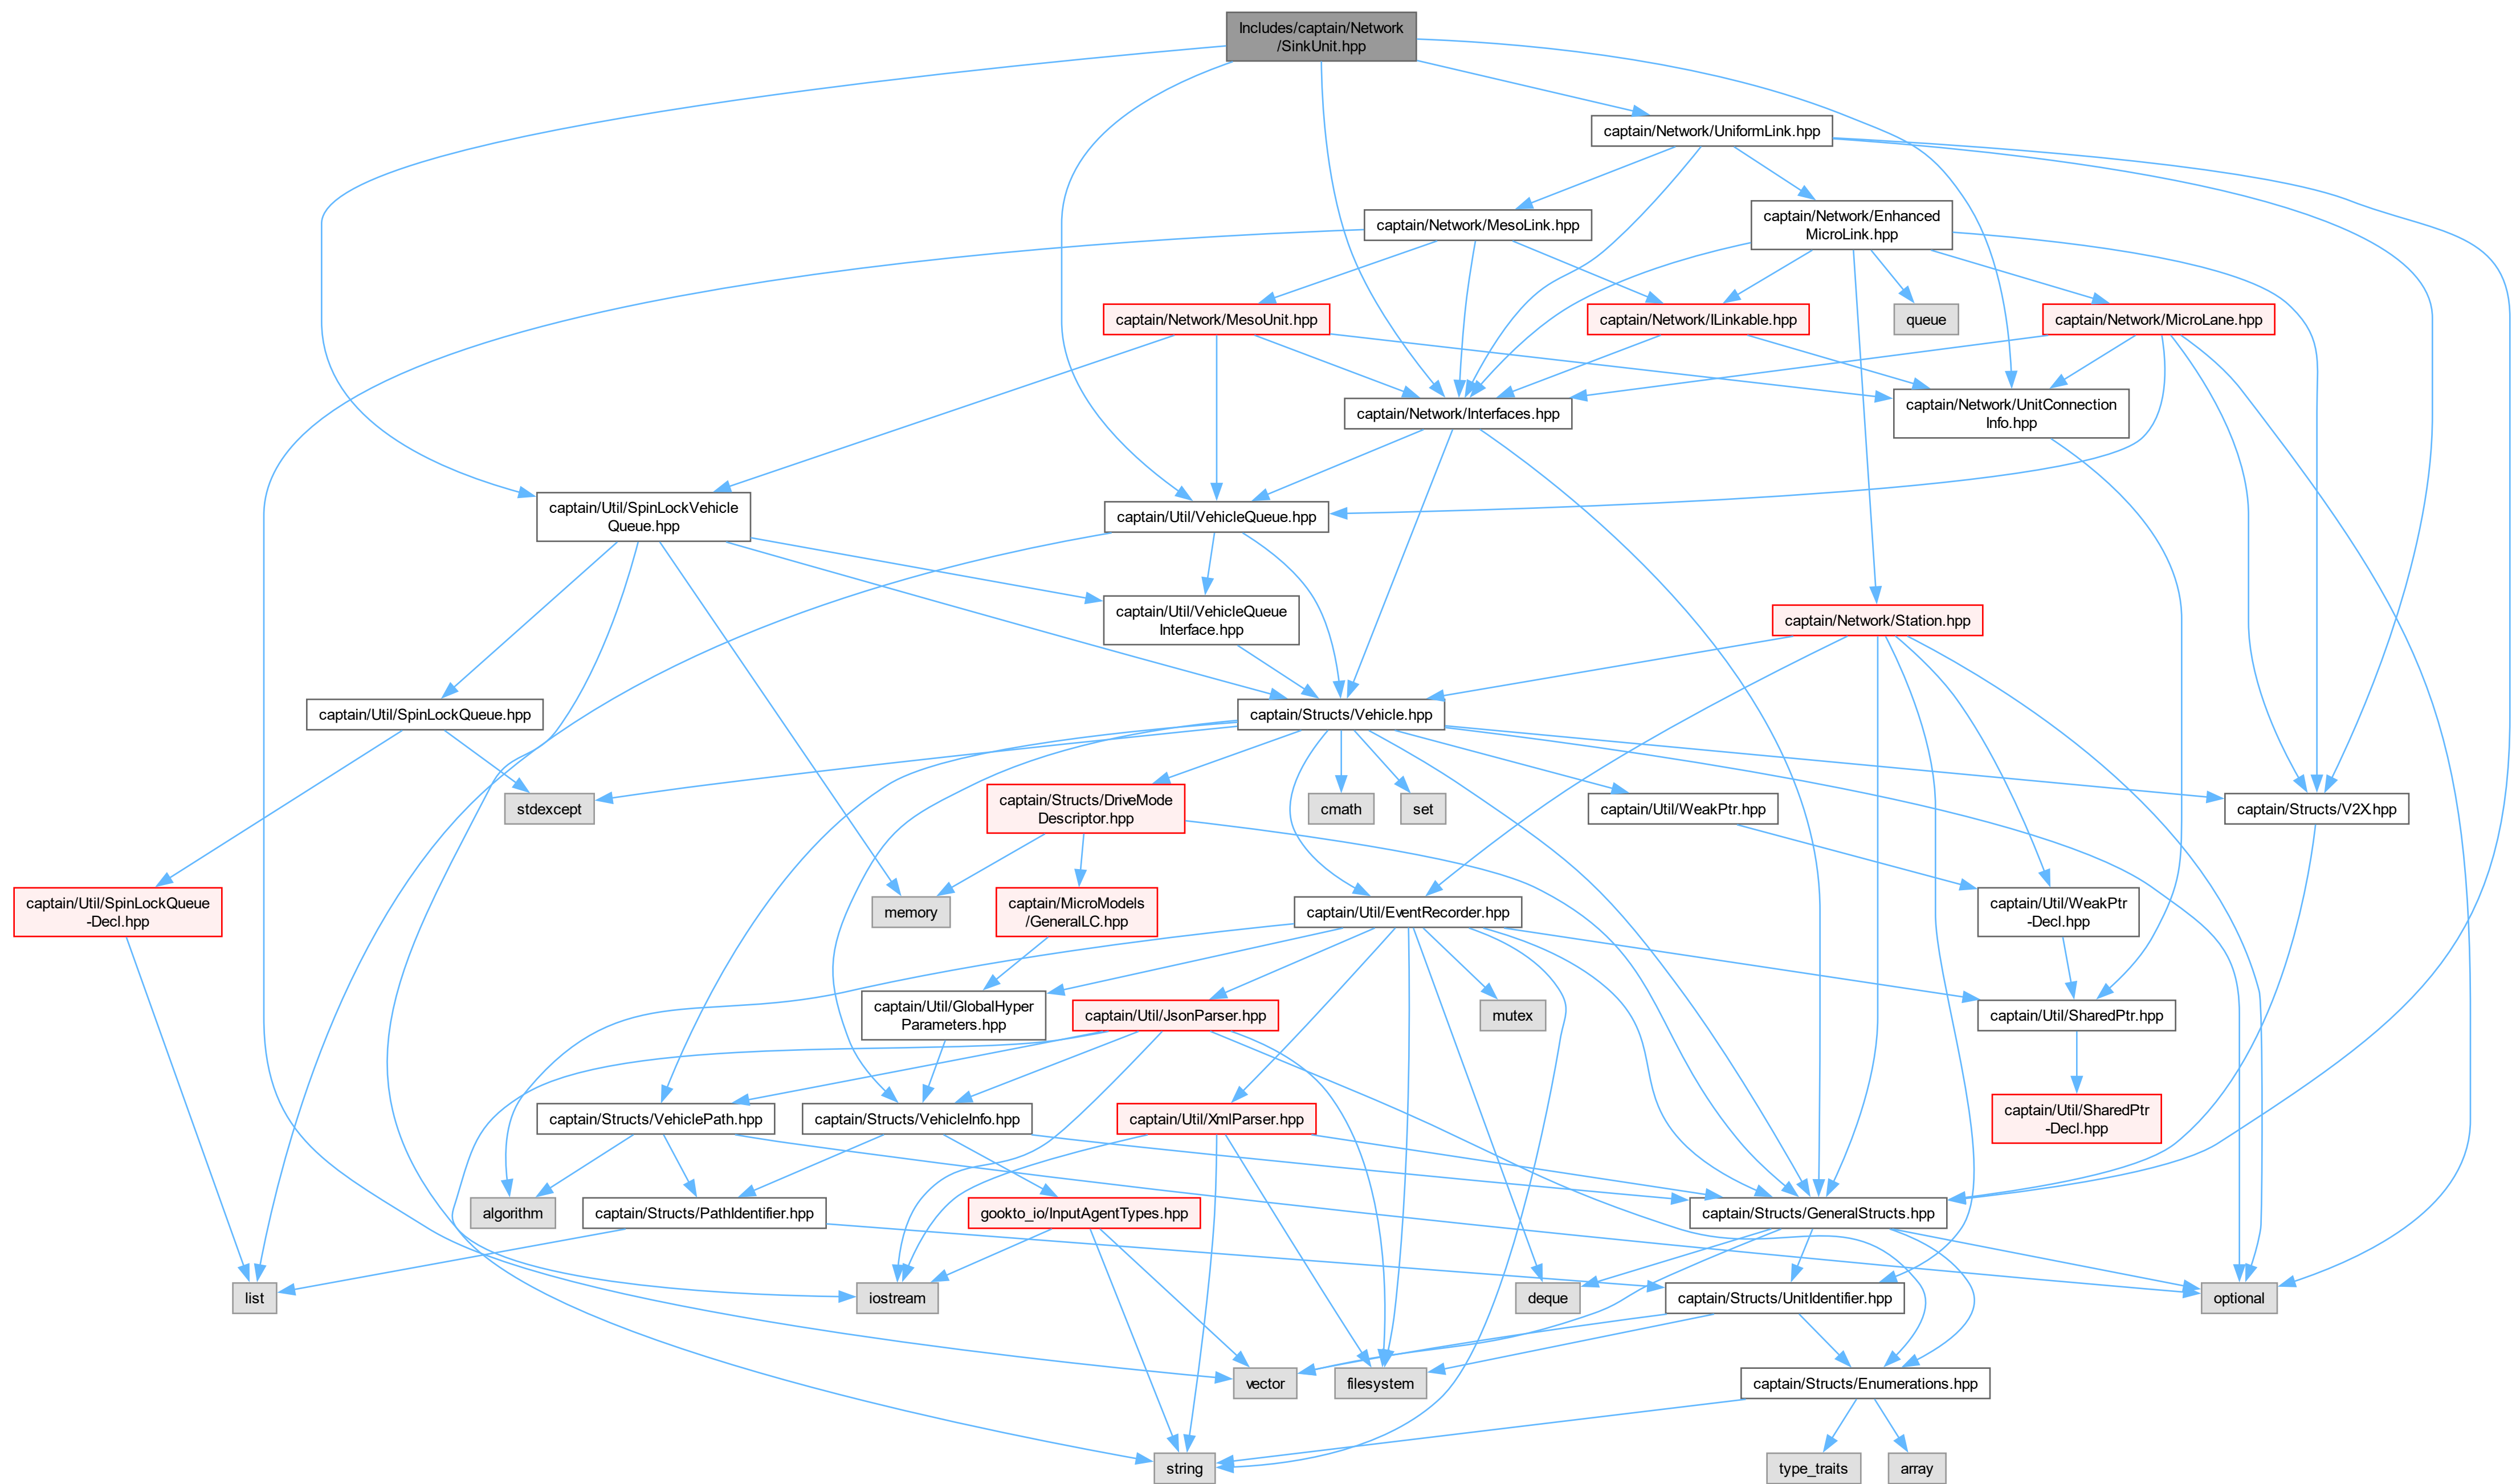 Includes/captain/Network
/SinkUnit.hpp
captain/Network/UniformLink.hpp
captain/Network/MesoLink.hpp
captain/Network/Enhanced
MicroLink.hpp
captain/Network/MesoUnit.hpp
captain/Network/ILinkable.hpp
queue
captain/Network/MicroLane.hpp
captain/Network/Interfaces.hpp
captain/Network/UnitConnection
Info.hpp
captain/Util/SpinLockVehicle
Queue.hpp
captain/Util/VehicleQueue.hpp
captain/Util/VehicleQueue
Interface.hpp
captain/Network/Station.hpp
captain/Util/SpinLockQueue.hpp
captain/Structs/Vehicle.hpp
stdexcept
captain/Structs/DriveMode
Descriptor.hpp
cmath
set
captain/Util/WeakPtr.hpp
captain/Structs/V2X.hpp
captain/Util/SpinLockQueue
-Decl.hpp
memory
captain/MicroModels
/GeneralLC.hpp
captain/Util/EventRecorder.hpp
captain/Util/WeakPtr
-Decl.hpp
captain/Util/GlobalHyper
Parameters.hpp
captain/Util/JsonParser.hpp
mutex
captain/Util/SharedPtr.hpp
captain/Structs/VehiclePath.hpp
captain/Structs/VehicleInfo.hpp
captain/Util/XmlParser.hpp
captain/Util/SharedPtr
-Decl.hpp
algorithm
captain/Structs/PathIdentifier.hpp
gookto_io/InputAgentTypes.hpp
captain/Structs/GeneralStructs.hpp
list
iostream
deque
captain/Structs/UnitIdentifier.hpp
optional
vector
filesystem
captain/Structs/Enumerations.hpp
string
type_traits
array